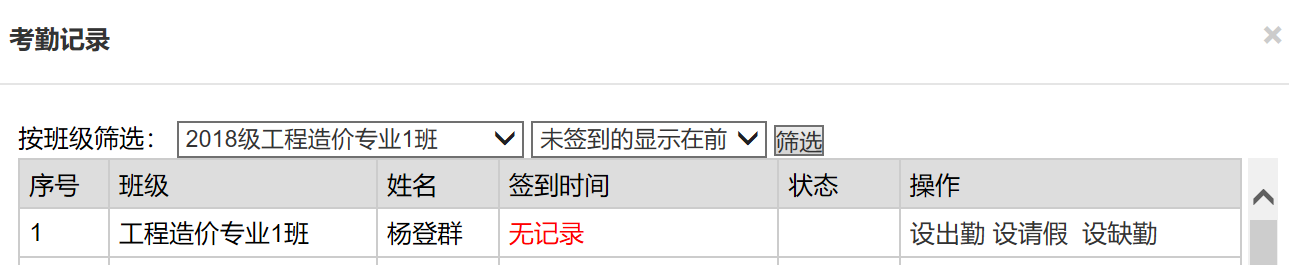 考勤记录 ×
按班级筛选： 2018级工程造价专业1班 未签到的显示在前 筛选
序号 班级 姓名 签到时间 状态 操作
1 工程造价专业1班 杨登群 无记录 设出勤 设请假 设缺勤